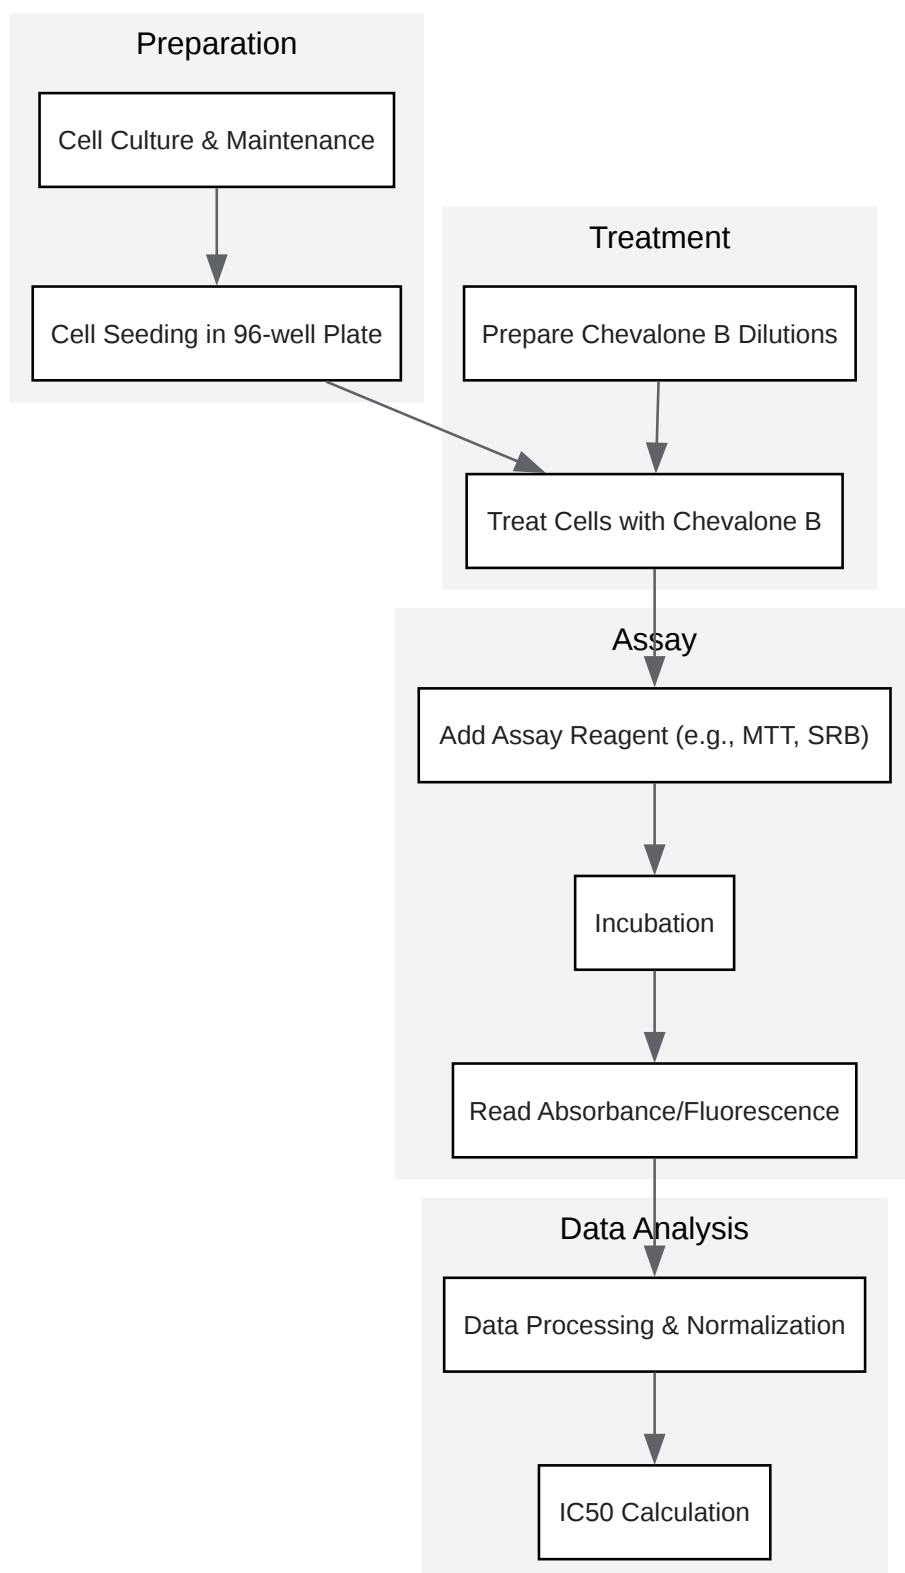 Preparation
Cell Culture & Maintenance
Cell Seeding in 96-well Plate
Treatment
Prepare Chevalone B Dilutions
Treat Cells with Chevalone B
Assay
Add Assay Reagent (e.g., MTT, SRB)
Incubation
Read Absorbance/Fluorescence
Data Analysis
Data Processing & Normalization
IC50 Calculation